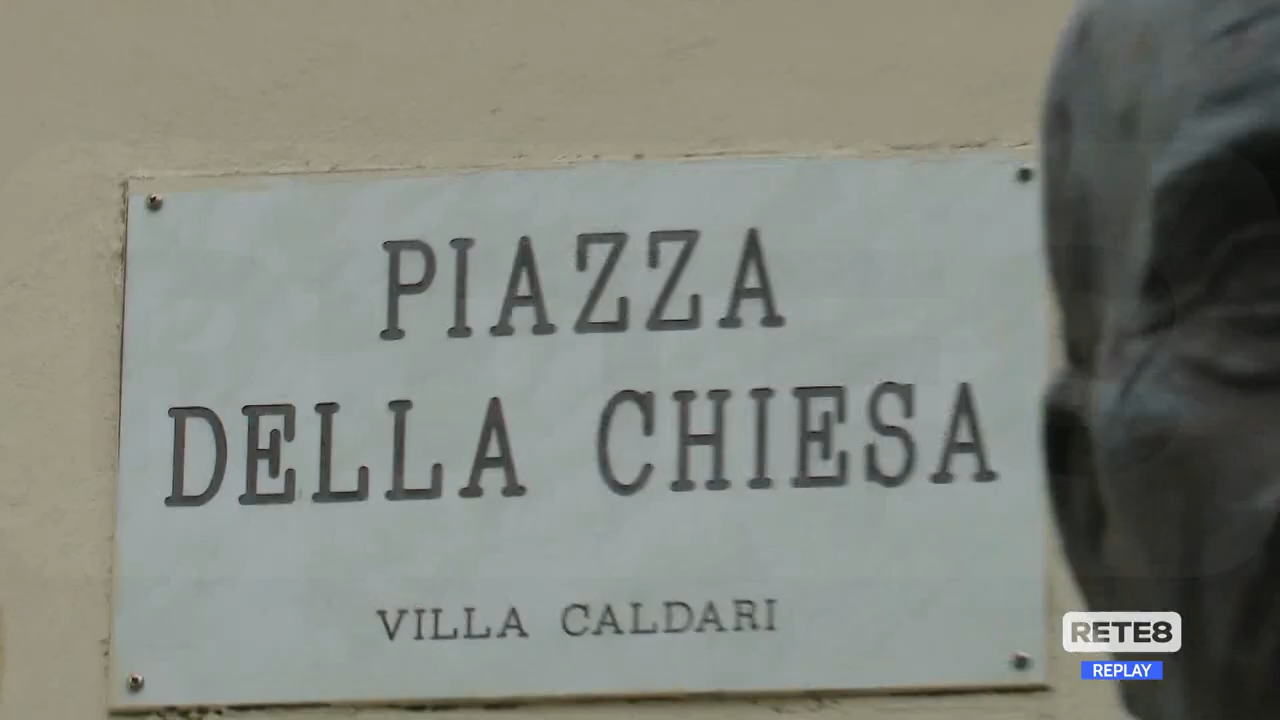 PIAZZA
DELLA CHIESA
VILLA CALDARI
RETE8
REPLAY